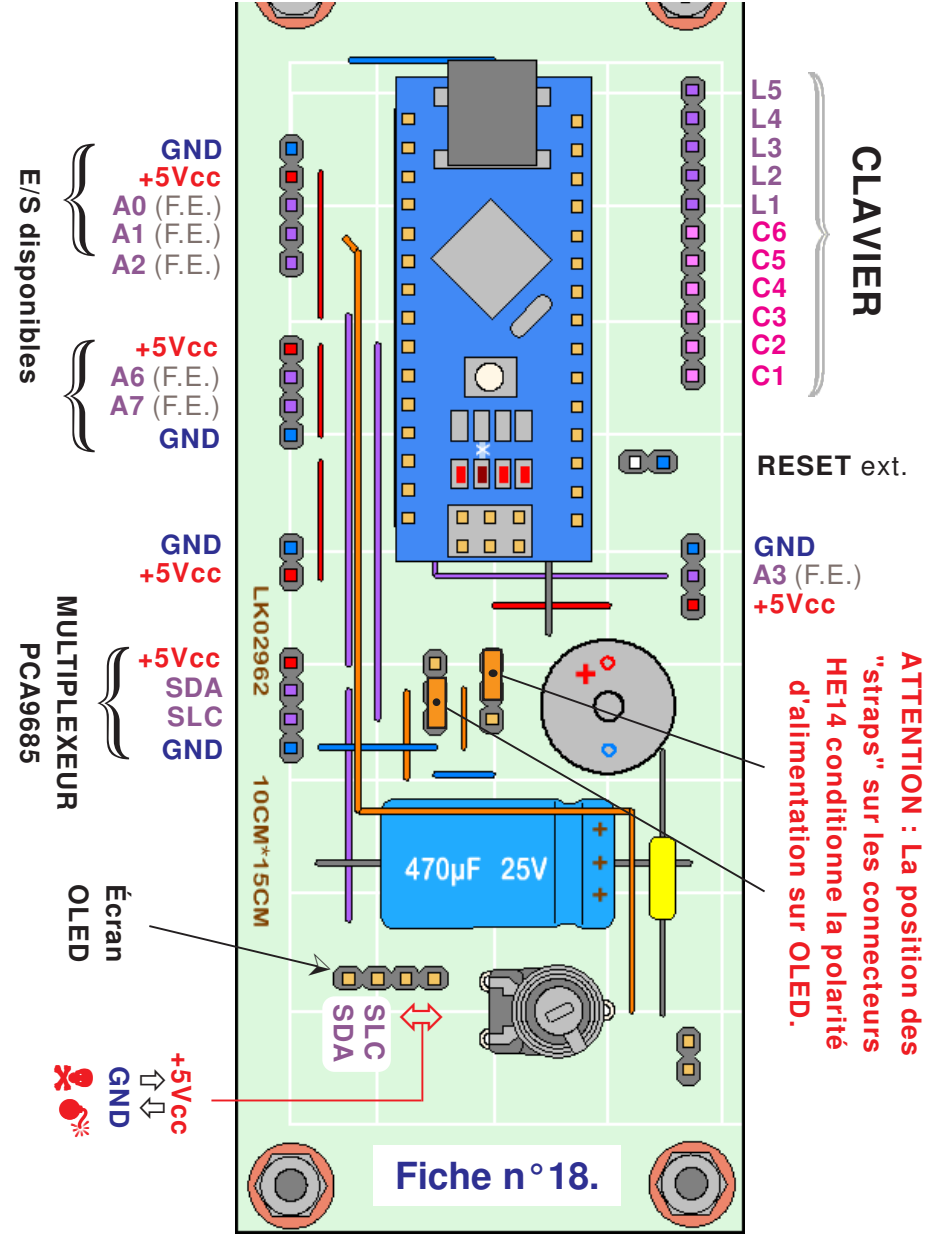 L5
L4
L3
L2
L1
C6
C5
C4
C3
C2
C1
CLAVIER
GND
+5Vcc
A0 (F.E.)
A1 (F.E.)
A2 (F.E.)
+5Vcc
A6 (F.E.)
A7 (F.E.)
GND
E/S disponibles
RESET ext.
GND
+5Vcc
GND
A3 (F.E.)
+5Vcc
+5Vcc
SDA
SLC
GND
MULTIPLEXEUR
PCA9685
LK02962
10CM*15CM
+
ATTENTION : La position des
"straps" sur les connecteurs
HE14 conditionne la polarité
d'alimentation sur OLED.
470µF 25V
+
+
+
Écran
OLED
SLC
SDA
+5Vcc
GND
Fiche n°18.